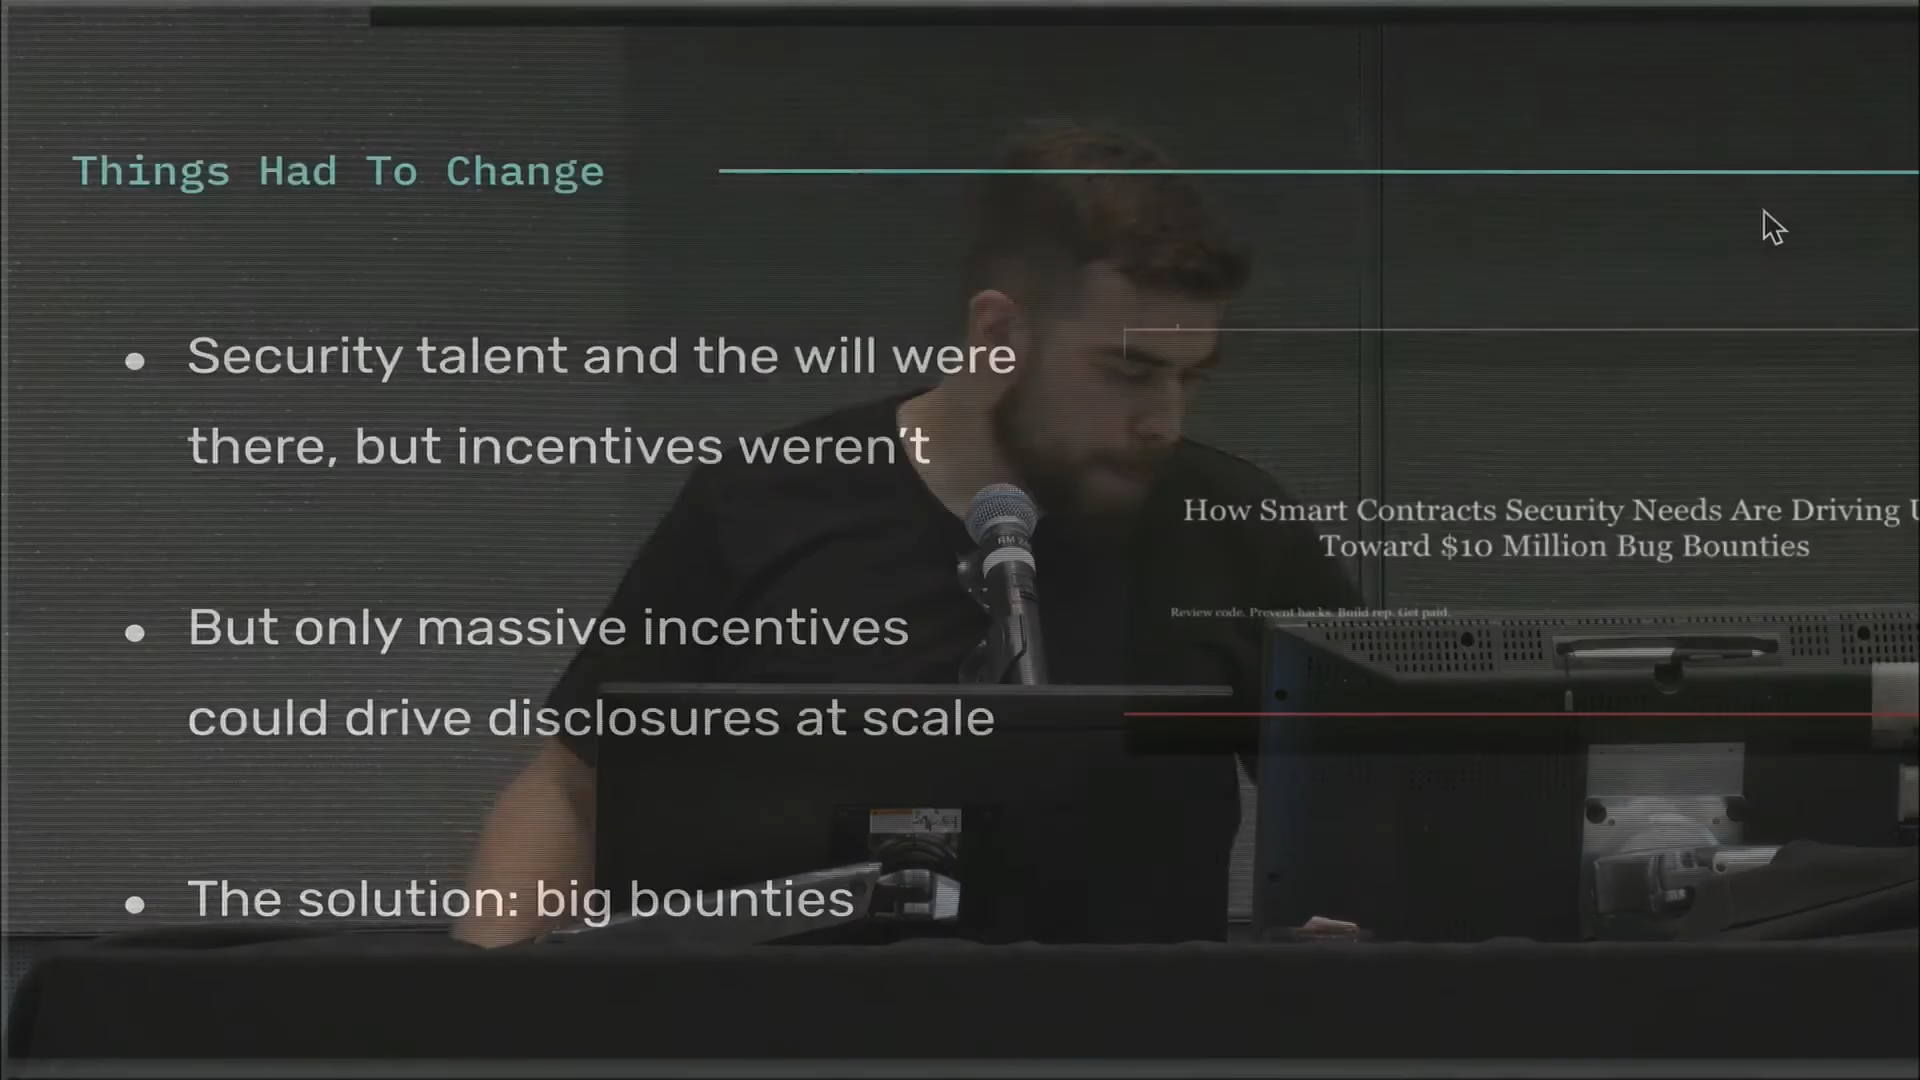 Things Had To Change
Security talent and the will were
there, but incentives weren't
But only massive incentives
could drive disclosures at scale
The solution: big bounties
How Smart Contracts Security Needs Are Driving
Toward $10 Million Bug Bounties
Review code. Prevent hacks. Build rep. Get paid.